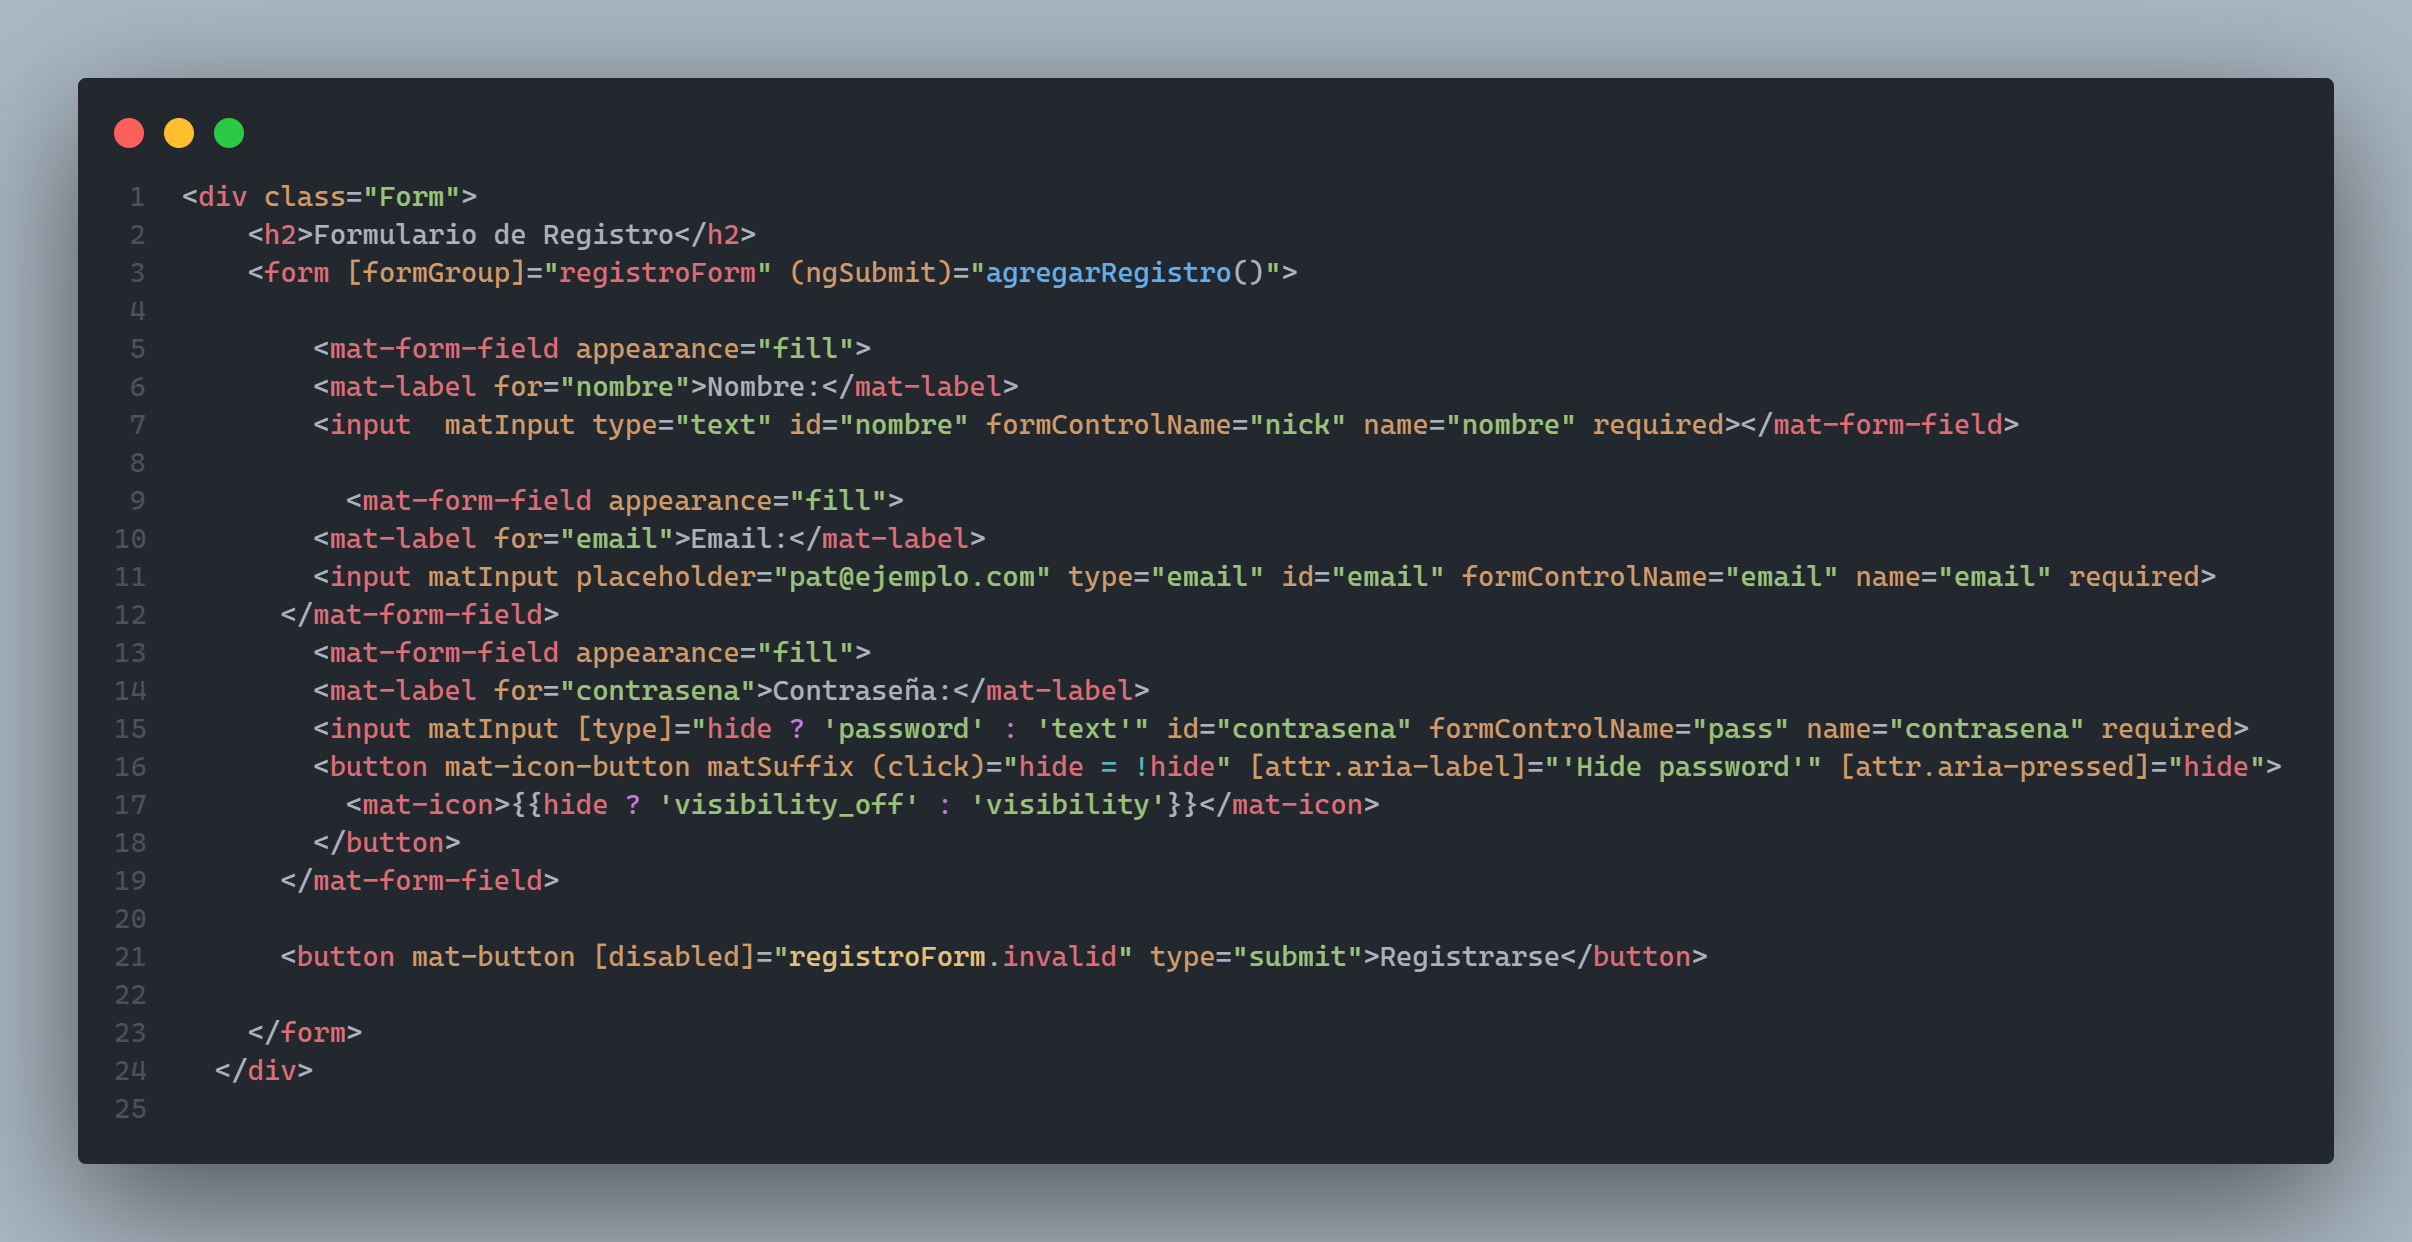 1 <div class="Form">
2     <h2>Formulario de Registro</h2>
3     <form [formGroup]="registroForm" (ngSubmit)="agregarRegistro()">
4
5         <mat-form-field appearance="fill">
6         <mat-label for="nombre">Nombre:</mat-label>
7         <input  matInput type="text" id="nombre" formControlName="nick" name="nombre" required></mat-form-field>
8
9           <mat-form-field appearance="fill">
10         <mat-label for="email">Email:</mat-label>
11         <input matInput placeholder="pat@ejemplo.com" type="email" id="email" formControlName="email" name="email" required>
12       </mat-form-field>
13         <mat-form-field appearance="fill">
14         <mat-label for="contrasena">Contraseña:</mat-label>
15         <input matInput [type]="hide ? 'password' : 'text'" id="contrasena" formControlName="pass" name="contrasena" required>
16         <button mat-icon-button matSuffix (click)="hide = !hide" [attr.aria-label]="'Hide password'" [attr.aria-pressed]="hide">
17           <mat-icon>{{hide ? 'visibility_off' : 'visibility'}}</mat-icon>
18         </button>
19       </mat-form-field>
20
21       <button mat-button [disabled]="registroForm.invalid" type="submit">Registrarse</button>
22
23     </form>
24   </div>
25